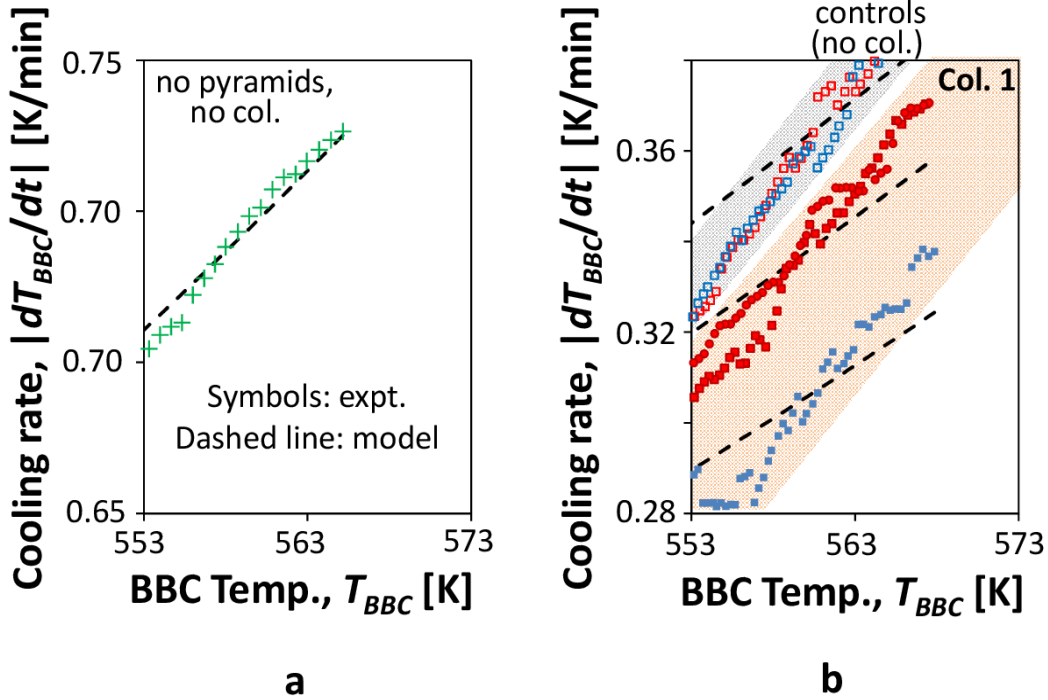 Cooling rate, |dT_BBC/dt| [K/min]
0.75
0.70
0.70
0.65
no pyramids,
no col.
Symbols: expt.
Dashed line: model
553
563
573
BBC Temp., T_BBC [K]
a
controls
(no col.)
Col. 1
Cooling rate, |dT_BBC/dt| [K/min]
0.36
0.32
0.28
553
563
573
BBC Temp., T_BBC [K]
b